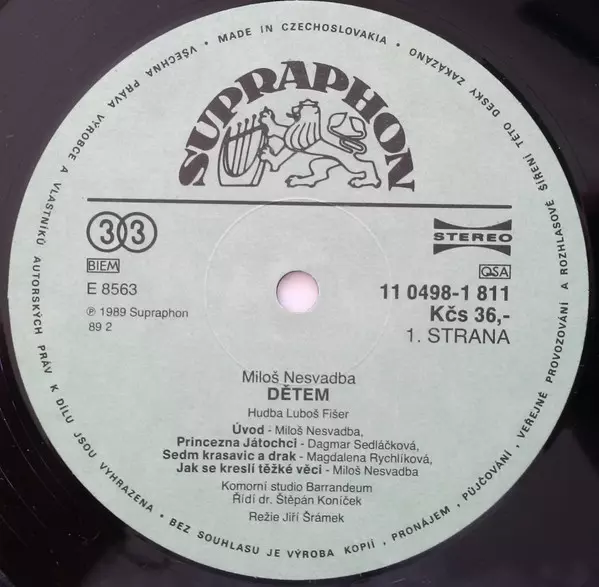 • MADE IN CZECHOSLOVAKIA • VŠECHNA PRÁVA VÝROBCE A VLASTNÍKŮ AUTORSKÝCH PRÁV K DÍLU JSOU VYHRAZENA • BEZ SOUHLASU JE VÝROBA KOPIÍ, PRONÁJEM, PŮJČOVÁNÍ, VEŘEJNÉ PROVOZOVÁNÍ A ROZHLASOVÉ ŠÍŘENÍ TÉTO DESKY ZAKÁZÁNO
SUPRAPHON
33
STEREO
BIEM
QSA
E 8563
11 0498-1 811
℗ 1989 Supraphon
Kčs 36,-
89 2
1. STRANA
Miloš Nesvadba
DĚTEM
Hudba Luboš Fišer
Úvod - Miloš Nesvadba,
Princezna Játochci - Dagmar Sedláčková,
Sedm krasavic a drak - Magdalena Rychlíková,
Jak se kreslí těžké věci - Miloš Nesvadba
Komorní studio Barrandeum
Řídí dr. Štěpán Koníček
Režie Jiří Šrámek